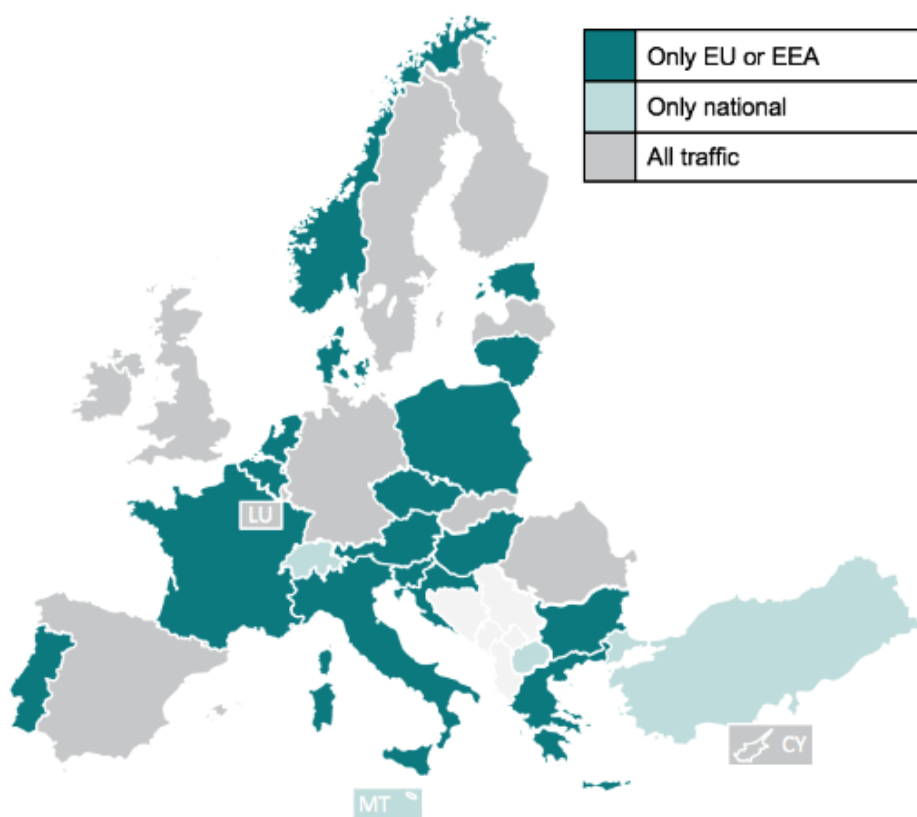 Only EU or EEA
Only national
All traffic
LU
CY
MT